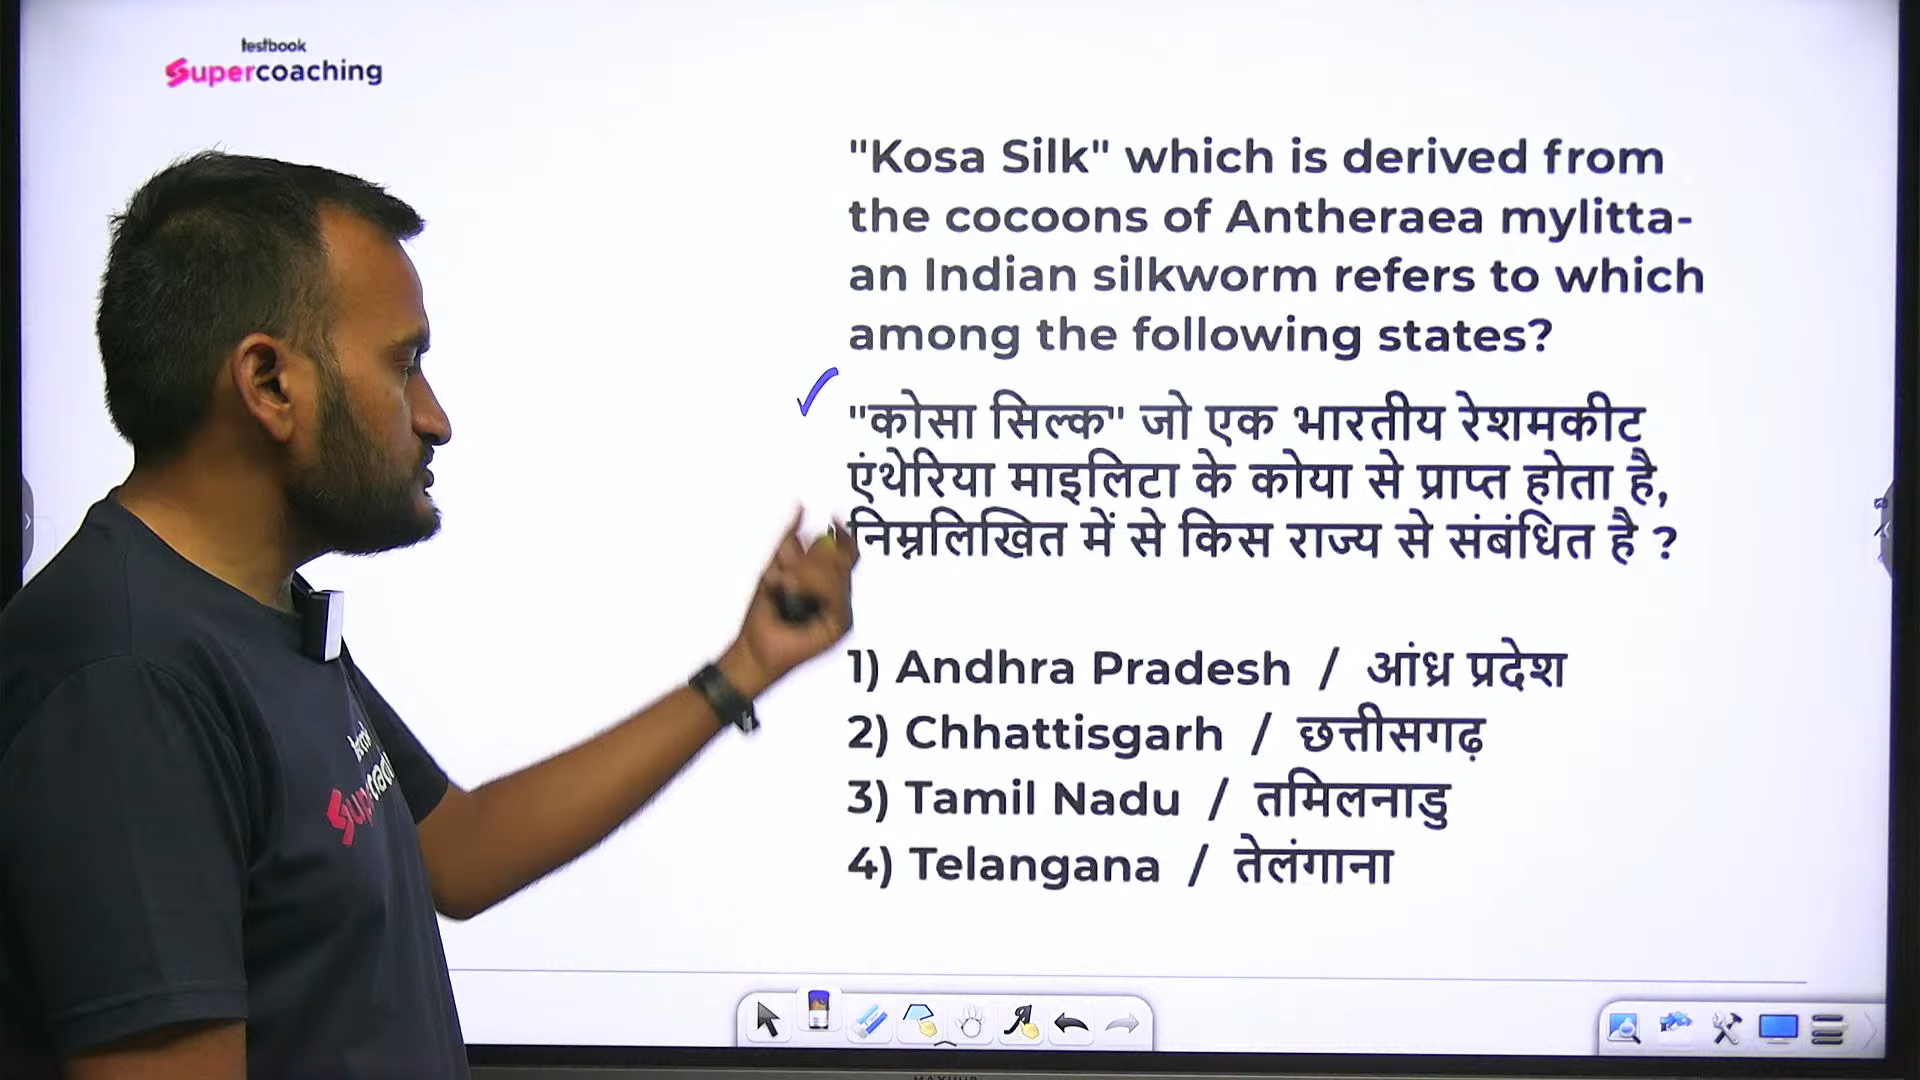 testbook
Supercoaching
"Kosa Silk" which is derived from
the cocoons of Antheraea mylitta-
an Indian silkworm refers to which
among the following states?
"कोसा सिल्क" जो एक भारतीय रेशमकीट
एंथेरिया माइलिटा के कोया से प्राप्त होता है,
निम्नलिखित में से किस राज्य से संबंधित है ?
1) Andhra Pradesh / आंध्र प्रदेश
2) Chhattisgarh / छत्तीसगढ़
3) Tamil Nadu / तमिलनाडु
4) Telangana / तेलंगाना